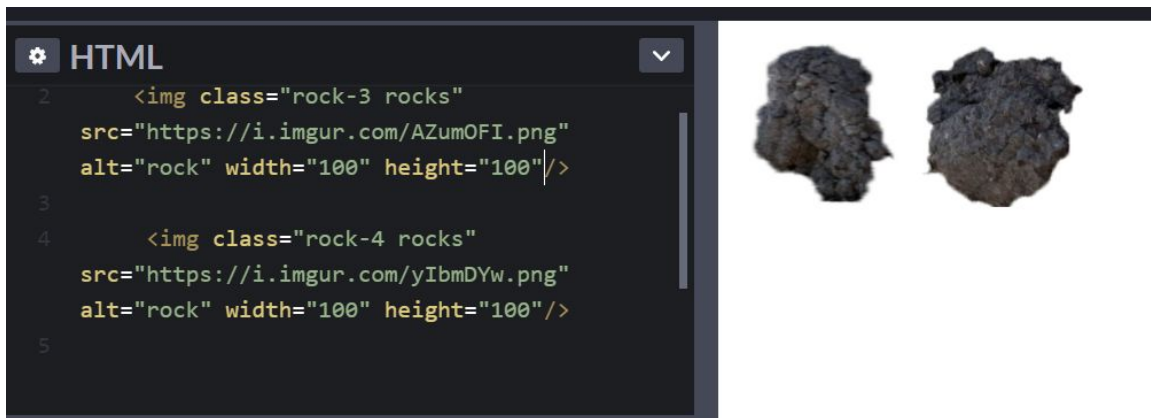 HTML
2 <img class="rock-3 rocks"
src="https://i.imgur.com/AZumOFI.png"
alt="rock" width="100" height="100"/>
3
4 <img class="rock-4 rocks"
src="https://i.imgur.com/yIbmDYw.png"
alt="rock" width="100" height="100"/>
5